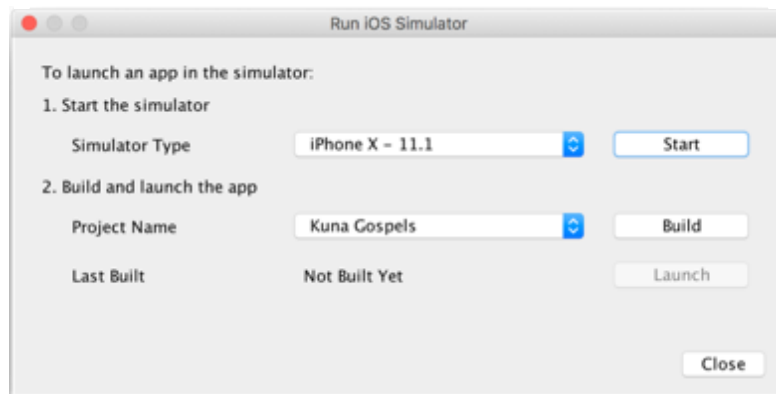 Run iOS Simulator
To launch an app in the simulator:
1. Start the simulator
Simulator Type iPhone X – 11.1 Start
2. Build and launch the app
Project Name Kuna Gospels Build
Last Built Not Built Yet Launch
Close